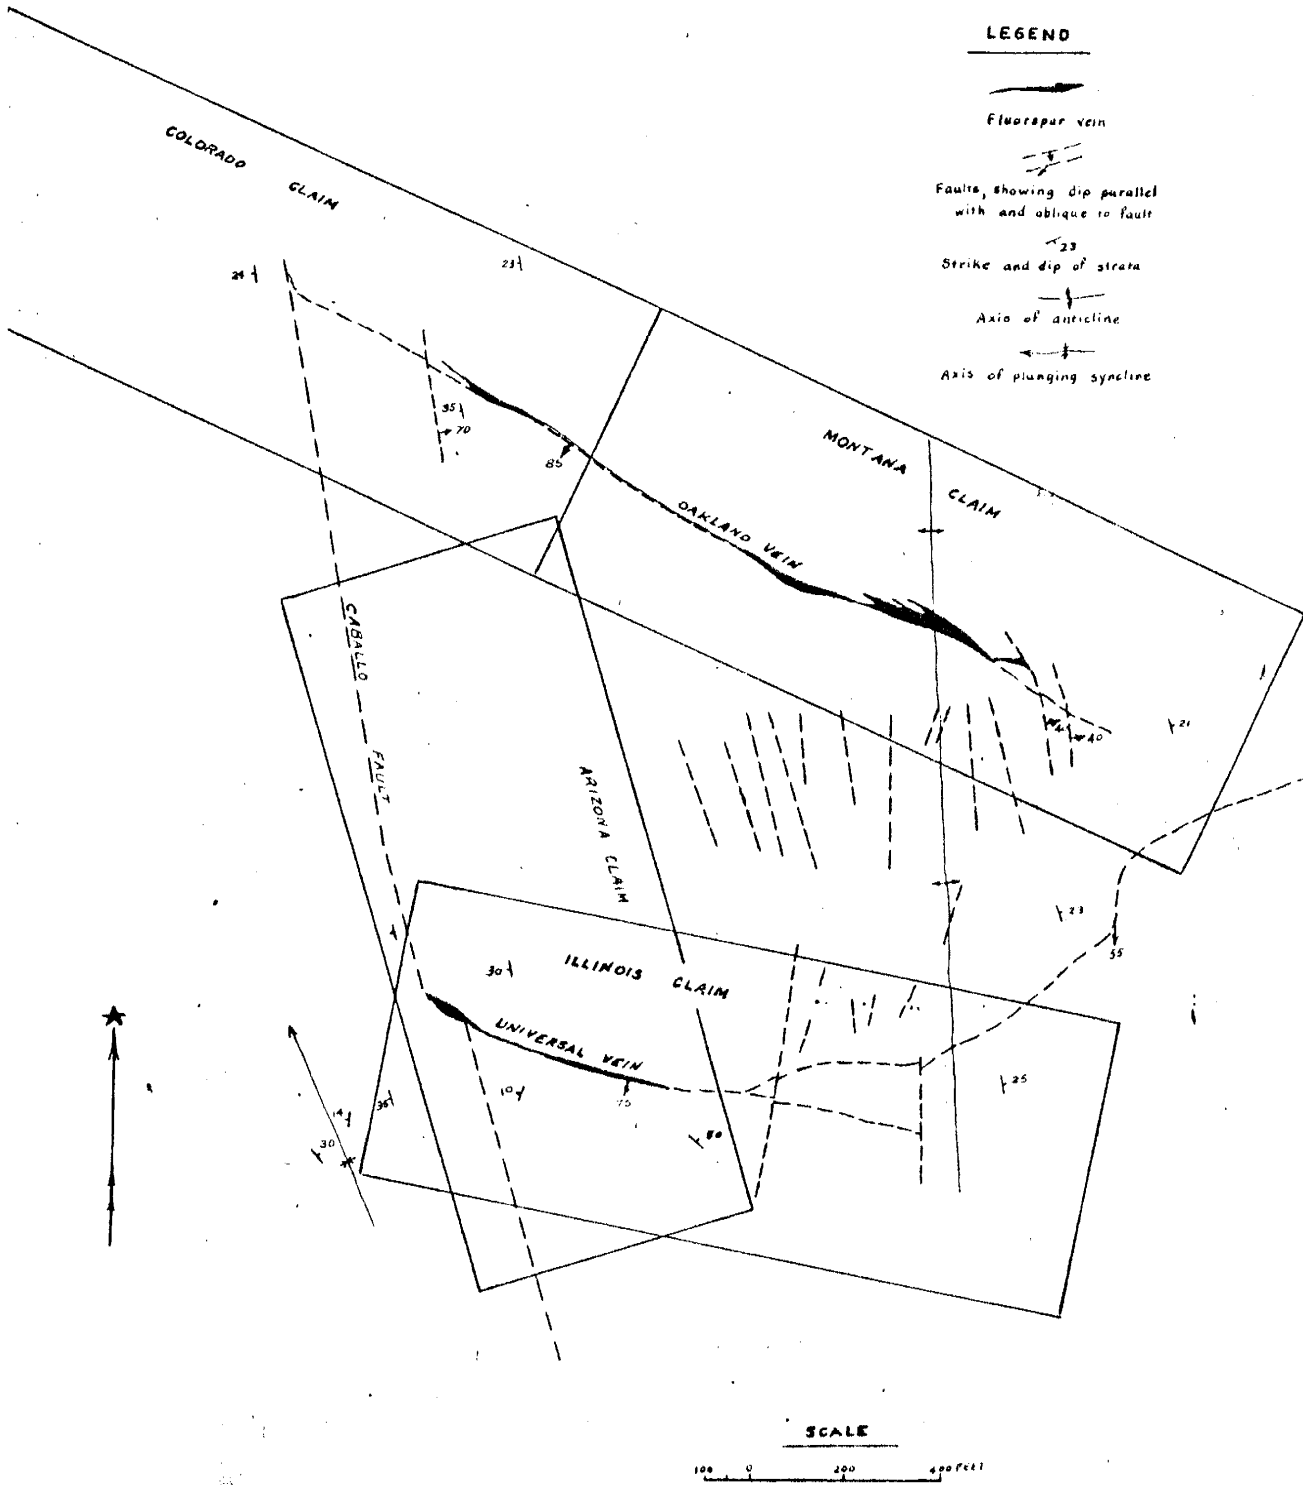 LEGEND
Fluorspar vein
Faults, showing dip parallel
with and oblique to fault
23
Strike and dip of strata
Axis of anticline
Axis of plunging syncline
COLORADO CLAIM
23
35
70
85
MONTANA CLAIM
OAKLAND VEIN
CABALLO FAULT
40
21
ARIZONA CLAIM
23
55
30
ILLINOIS CLAIM
UNIVERSAL VEIN
10
75
25
14
30
SCALE
100 0 200 400 FEET